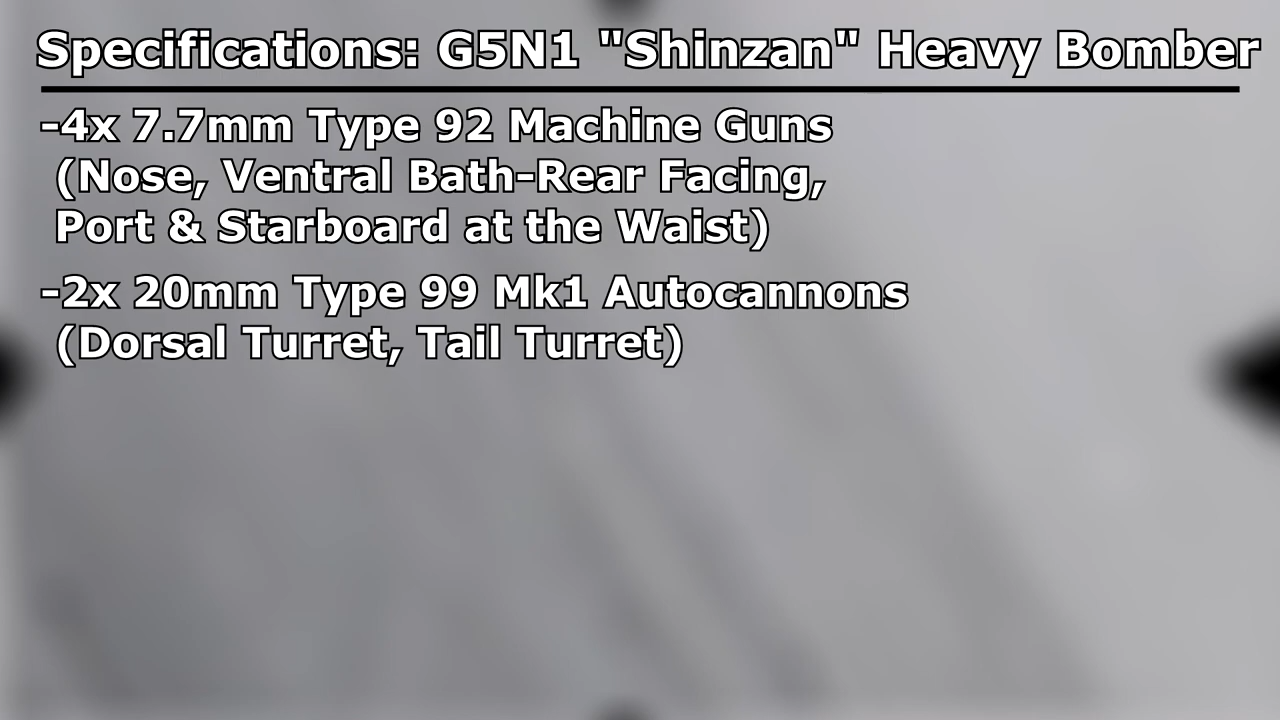 Specifications: G5N1 "Shinzan" Heavy Bomber
-4x 7.7mm Type 92 Machine Guns
(Nose, Ventral Bath-Rear Facing,
Port & Starboard at the Waist)
-2x 20mm Type 99 Mk1 Autocannons
(Dorsal Turret, Tail Turret)